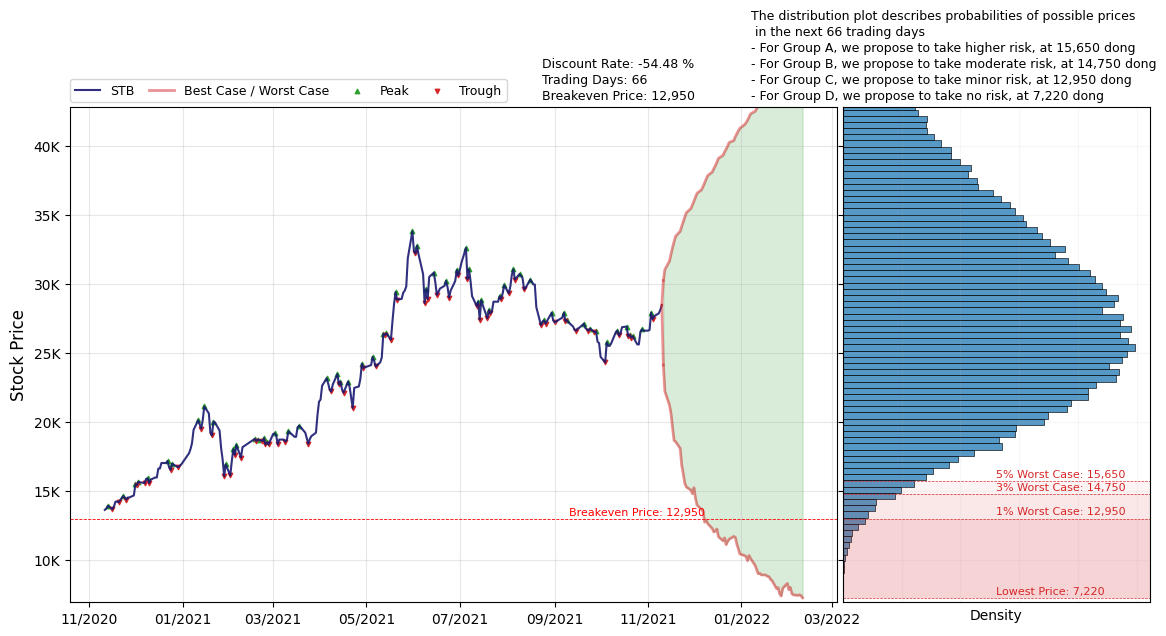 The distribution plot describes probabilities of possible prices
in the next 66 trading days
- For Group A, we propose to take higher risk, at 15,650 dong
- For Group B, we propose to take moderate risk, at 14,750 dong
- For Group C, we propose to take minor risk, at 12,950 dong
- For Group D, we propose to take no risk, at 7,220 dong
Discount Rate: -54.48 %
Trading Days: 66
Breakeven Price: 12,950
STB
Best Case / Worst Case
Peak
Trough
Stock Price
40K
35K
30K
25K
20K
15K
10K
Breakeven Price: 12,950
11/2020
01/2021
03/2021
05/2021
07/2021
09/2021
11/2021
01/2022
03/2022
5% Worst Case: 15,650
3% Worst Case: 14,750
1% Worst Case: 12,950
Lowest Price: 7,220
Density